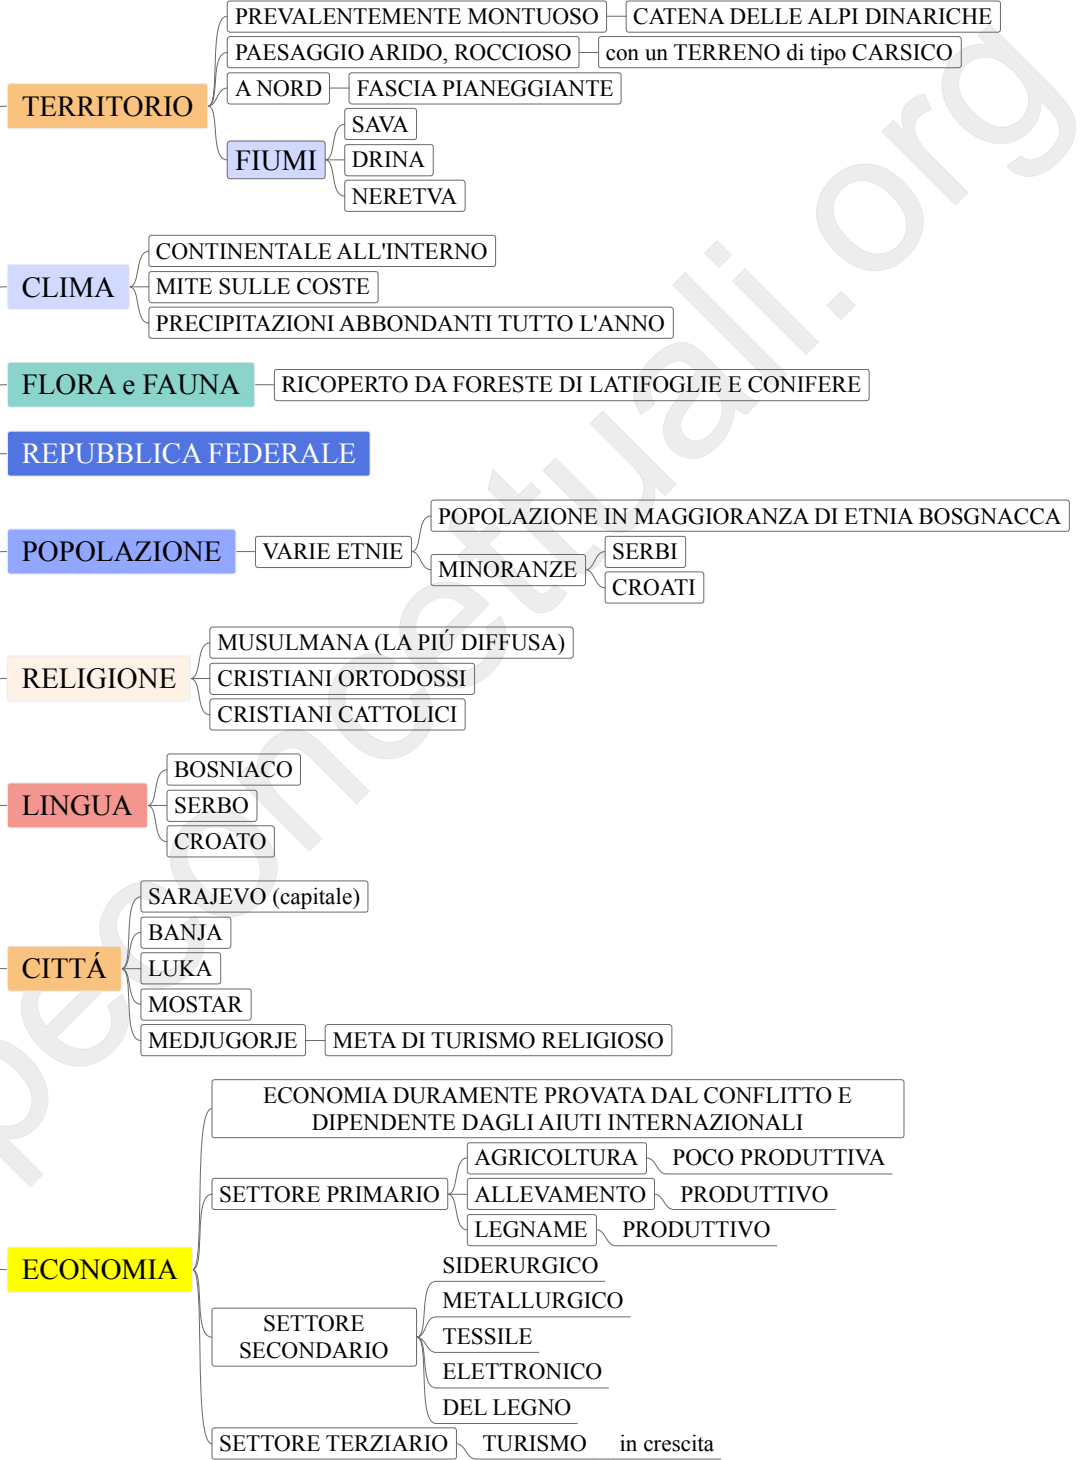 PREVALENTEMENTE MONTUOSO CATENA DELLE ALPI DINARICHE
PAESAGGIO ARIDO, ROCCIOSO con un TERRENO di tipo CARSICO
TERRITORIO
A NORD FASCIA PIANEGGIANTE
FIUMI
SAVA
DRINA
NERETVA
CLIMA
CONTINENTALE ALL'INTERNO
MITE SULLE COSTE
PRECIPITAZIONI ABBONDANTI TUTTO L'ANNO
FLORA e FAUNA RICOPERTO DA FORESTE DI LATIFOGLIE E CONIFERE
REPUBBLICA FEDERALE
POPOLAZIONE VARIE ETNIE
POPOLAZIONE IN MAGGIORANZA DI ETNIA BOSGNACCA
MINORANZE
SERBI
CROATI
RELIGIONE
MUSULMANA (LA PIÚ DIFFUSA)
CRISTIANI ORTODOSSI
CRISTIANI CATTOLICI
LINGUA
BOSNIACO
SERBO
CROATO
CITTÁ
SARAJEVO (capitale)
BANJA
LUKA
MOSTAR
MEDJUGORJE META DI TURISMO RELIGIOSO
ECONOMIA
ECONOMIA DURAMENTE PROVATA DAL CONFLITTO E
DIPENDENTE DAGLI AIUTI INTERNAZIONALI
SETTORE PRIMARIO
AGRICOLTURA POCO PRODUTTIVA
ALLEVAMENTO PRODUTTIVO
LEGNAME PRODUTTIVO
SETTORE
SECONDARIO
SIDERURGICO
METALLURGICO
TESSILE
ELETTRONICO
DEL LEGNO
SETTORE TERZIARIO TURISMO in crescita
peconcettuali.org